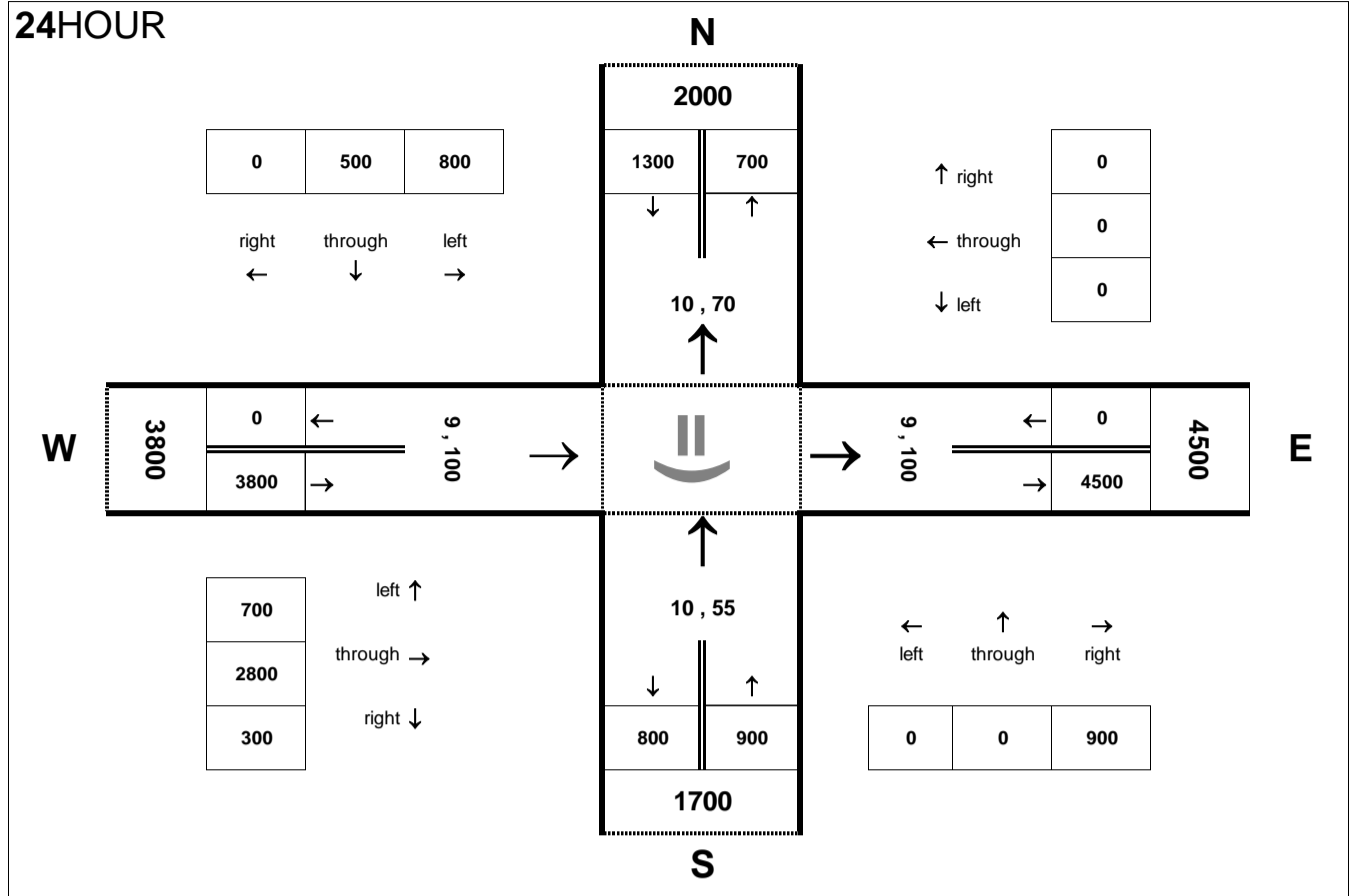 24HOUR
N
2000
1300 700
↓ ↑
0 500 800
right through left
← ↓ →
↑ right 0
← through 0
↓ left 0
10 , 70
↑
W
3800
0 ←
3800 →
9 , 100
→
→
9 , 100
← 0
→ 4500
4500
E
700 left ↑
2800 through →
300 right ↓
↑
10 , 55
↓ ↑
800 900
1700
S
← ↑ →
left through right
0 0 900